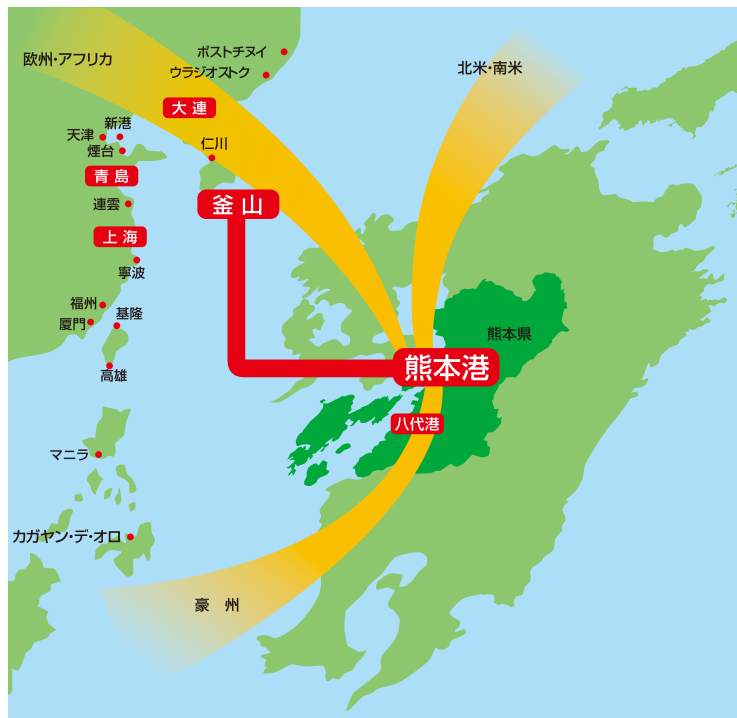 欧州・アフリカ
ボストチヌイ
ウラジオストク
北米・南米
大連
新港
天津
仁川
煙台
青島
釜山
連雲
上海
寧波
福州
基隆
厦門
熊本県
熊本港
高雄
八代港
マニラ
カガヤン・デ・オロ
豪州